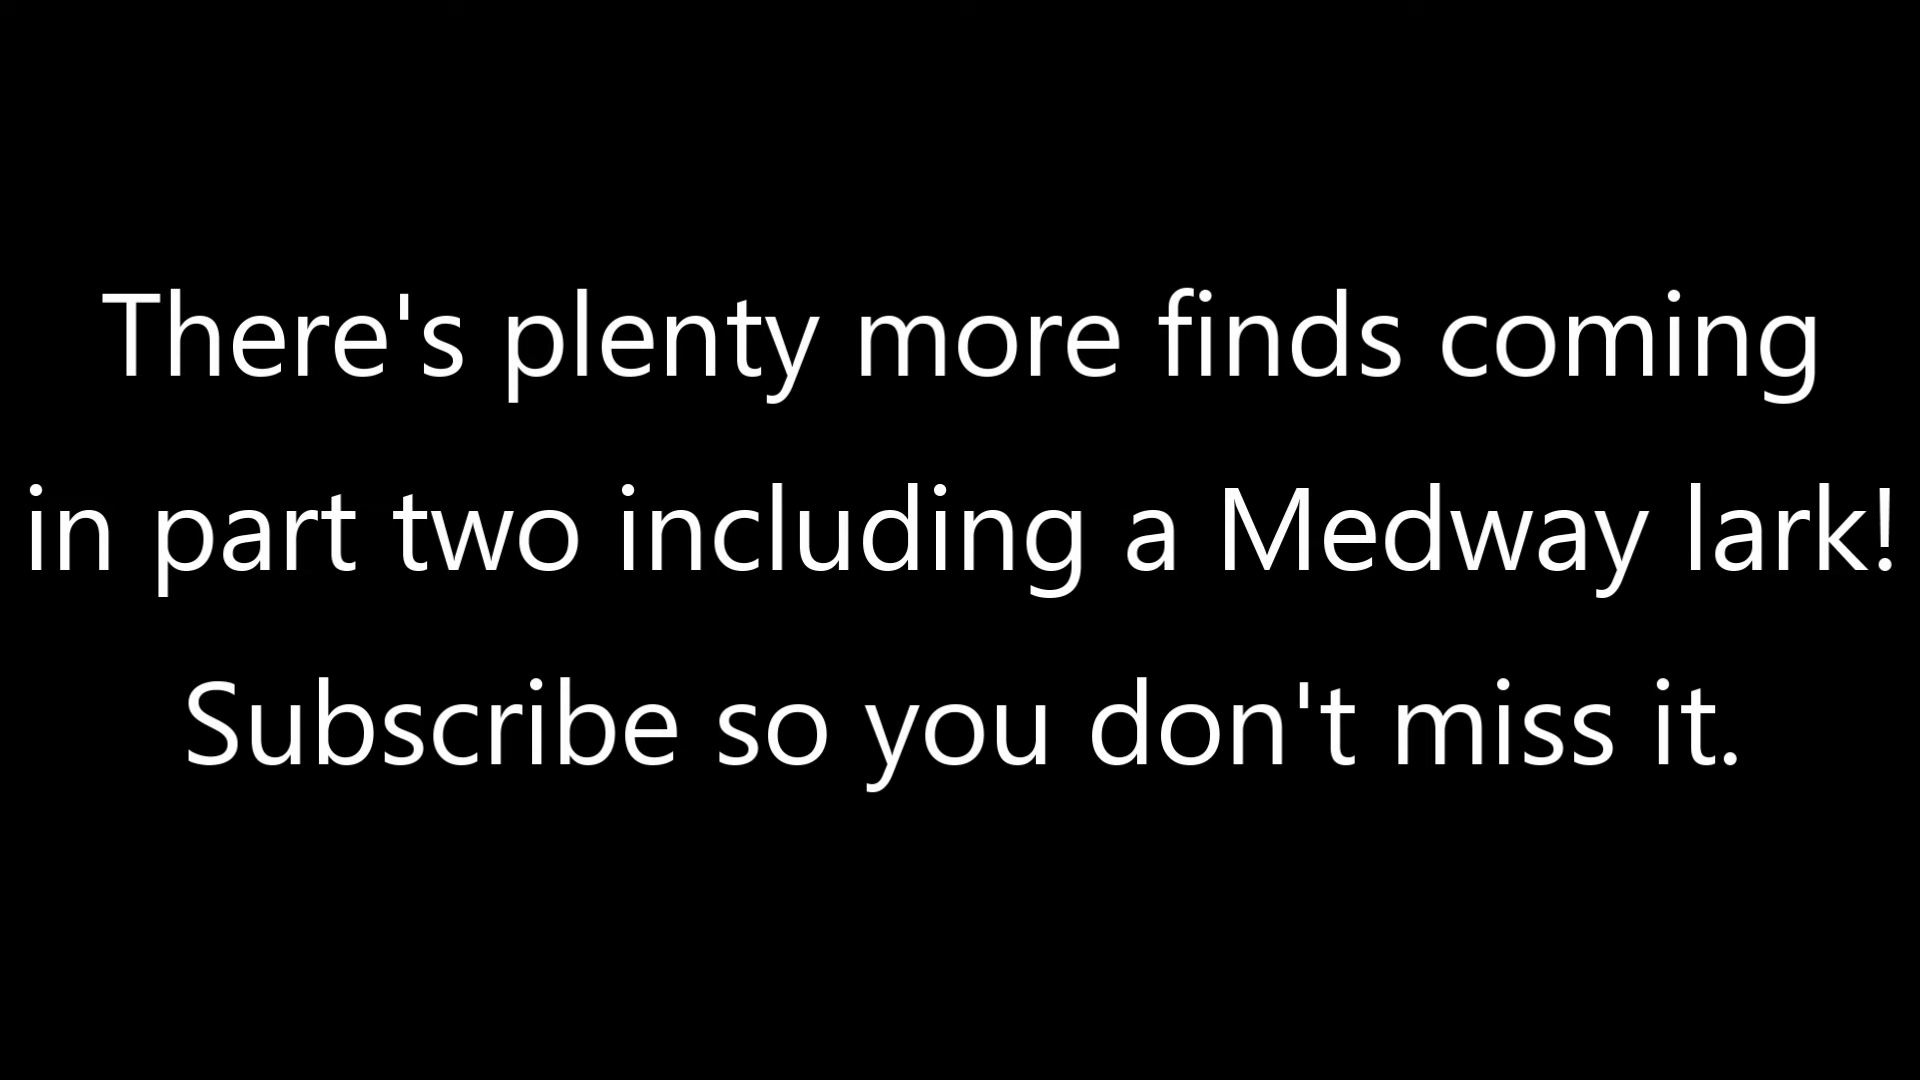 There's plenty more finds coming
in part two including a Medway lark!
Subscribe so you don't miss it.